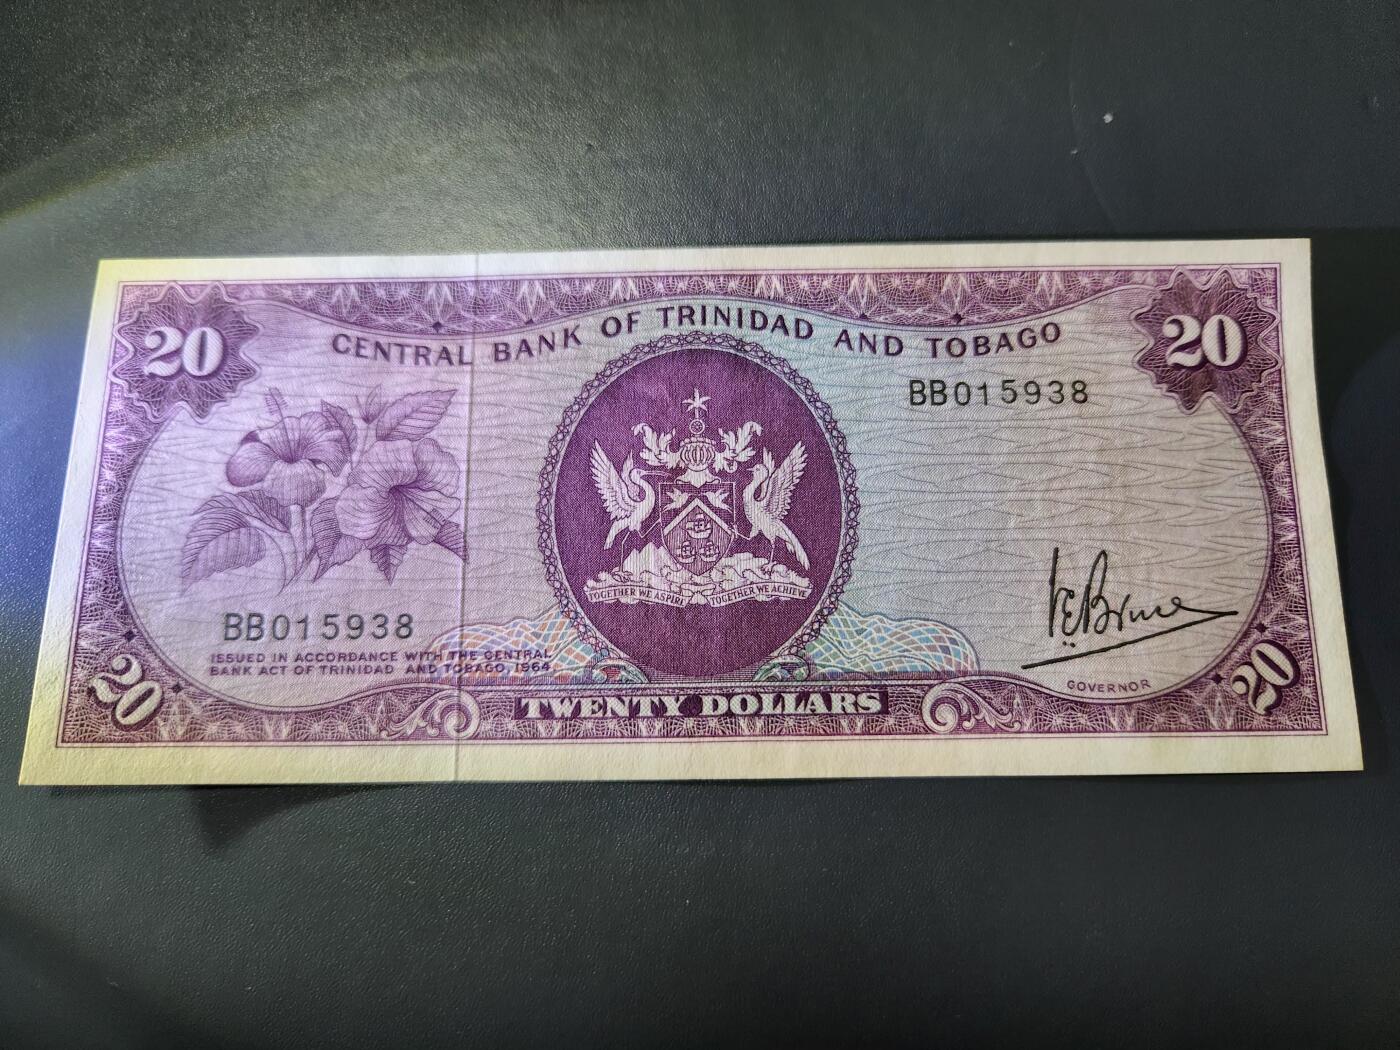 20
20
CENTRAL BANK OF TRINIDAD AND TOBAGO
BB015938
TOGETHER WE ASPIRE TOGETHER WE ACHIEVE
BB015938
ISSUED IN ACCORDANCE WITH THE CENTRAL
BANK ACT OF TRINIDAD AND TOBAGO, 1964
GOVERNOR
20
TWENTY DOLLARS
20